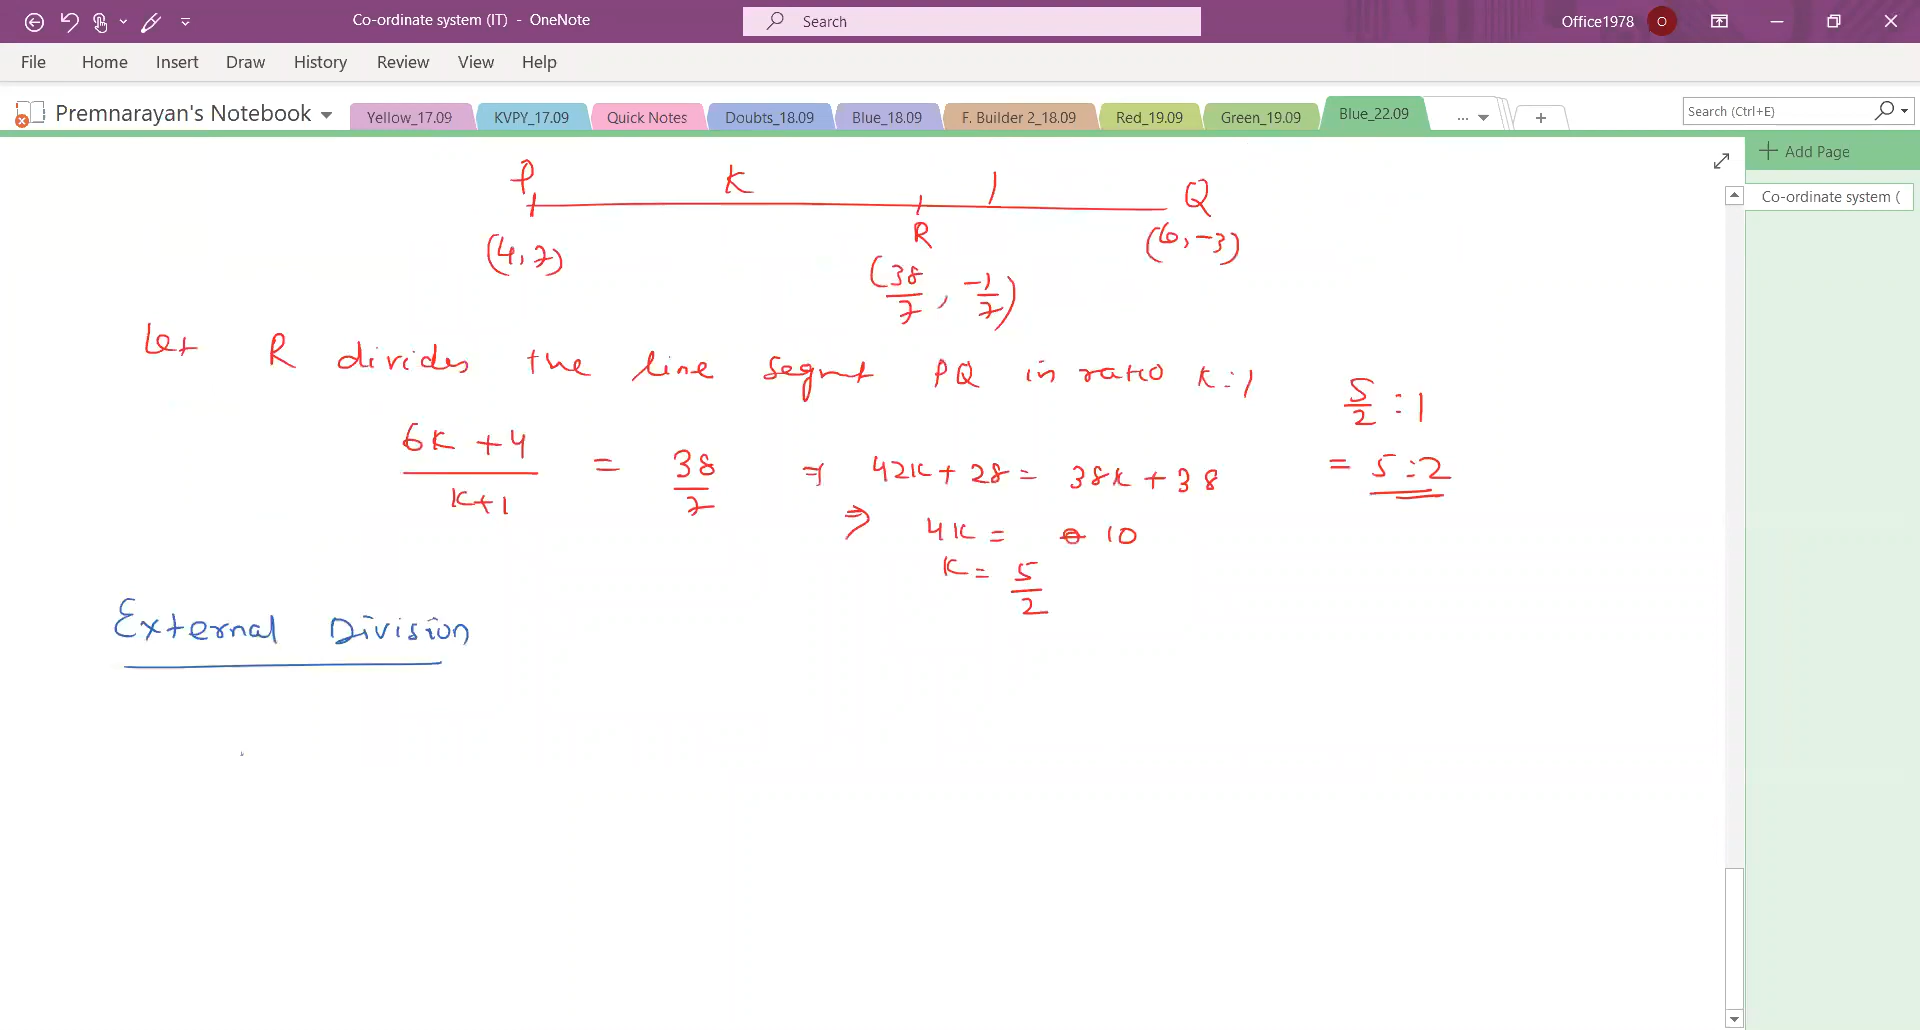 Co-ordinate system (IT) - OneNote
Search
Office1978
O
File Home Insert Draw History Review View Help
Premnarayan's Notebook
Yellow_17.09 KVPY_17.09 Quick Notes Doubts_18.09 Blue_18.09 F. Builder 2_18.09 Red_19.09 Green_19.09 Blue_22.09 ...
Search (Ctrl+E)
Add Page
Co-ordinate system (
P K 1 Q
R
(4, 7) (38/7, -1/7) (6, -3)
Let R divides the line segmt PQ in ratio K : 1
5/2 : 1
(6K + 4)/(K+1) = 38/7 ⇒ 42K + 28 = 38K + 38
= 5 : 2
⇒ 4K = 10
K = 5/2
External Division